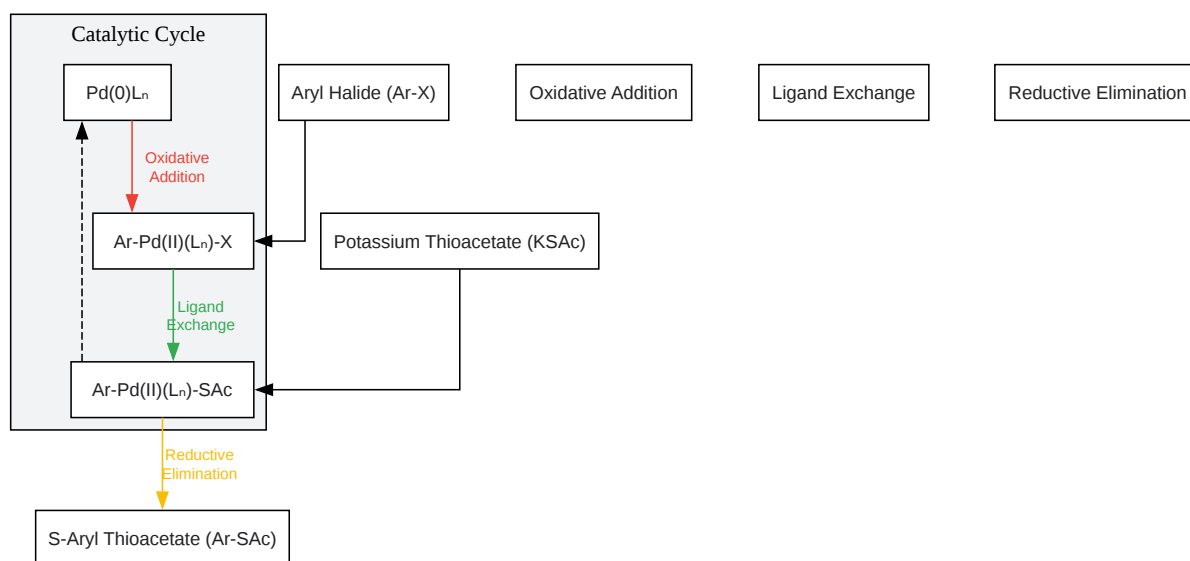 Catalytic Cycle
Pd(0)Lₙ
Aryl Halide (Ar-X)
Oxidative Addition
Ligand Exchange
Reductive Elimination
Oxidative
Addition
Ar-Pd(II)(Lₙ)-X
Potassium Thioacetate (KSAc)
Ligand
Exchange
Ar-Pd(II)(Lₙ)-SAc
Reductive
Elimination
S-Aryl Thioacetate (Ar-SAc)